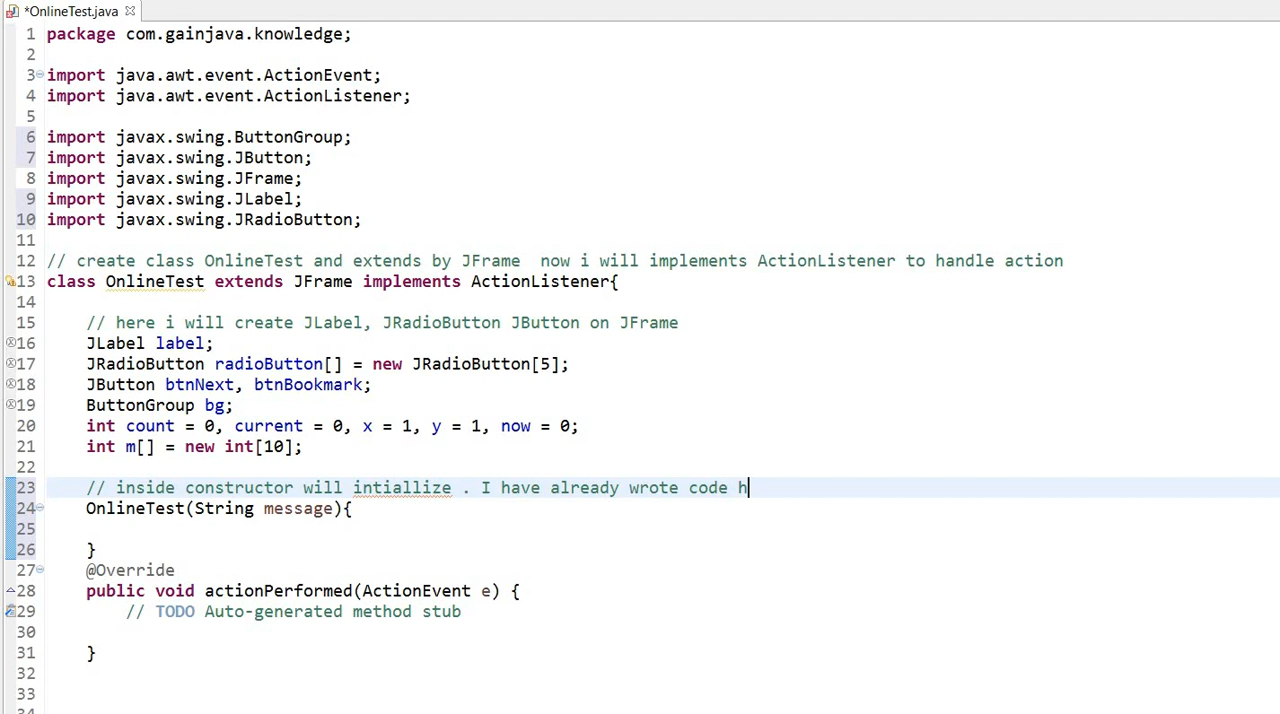 *OnlineTest.java
1 package com.gainjava.knowledge;
2
3 import java.awt.event.ActionEvent;
4 import java.awt.event.ActionListener;
5
6 import javax.swing.ButtonGroup;
7 import javax.swing.JButton;
8 import javax.swing.JFrame;
9 import javax.swing.JLabel;
10 import javax.swing.JRadioButton;
11
12 // create class OnlineTest and extends by JFrame  now i will implements ActionListener to handle action
13 class OnlineTest extends JFrame implements ActionListener{
14
15 // here i will create JLabel, JRadioButton JButton on JFrame
16 JLabel label;
17 JRadioButton radioButton[] = new JRadioButton[5];
18 JButton btnNext, btnBookmark;
19 ButtonGroup bg;
20 int count = 0, current = 0, x = 1, y = 1, now = 0;
21 int m[] = new int[10];
22
23 // inside constructor will intiallize . I have already wrote code h
24 OnlineTest(String message){
25
26 }
27 @Override
28 public void actionPerformed(ActionEvent e) {
29 // TODO Auto-generated method stub
30
31 }
32
33
34